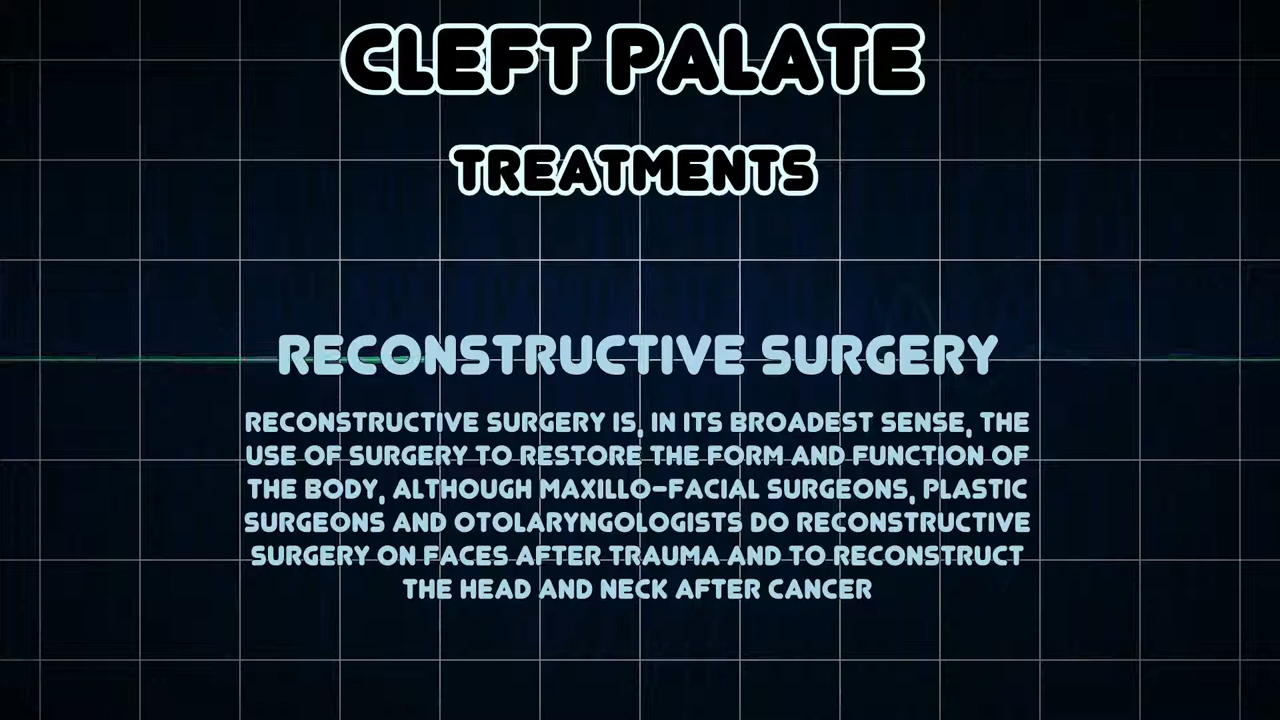 CLEFT PALATE
TREATMENTS
RECONSTRUCTIVE SURGERY
RECONSTRUCTIVE SURGERY IS, IN ITS BROADEST SENSE, THE
USE OF SURGERY TO RESTORE THE FORM AND FUNCTION OF
THE BODY, ALTHOUGH MAXILLO-FACIAL SURGEONS, PLASTIC
SURGEONS AND OTOLARYNGOLOGISTS DO RECONSTRUCTIVE
SURGERY ON FACES AFTER TRAUMA AND TO RECONSTRUCT
THE HEAD AND NECK AFTER CANCER